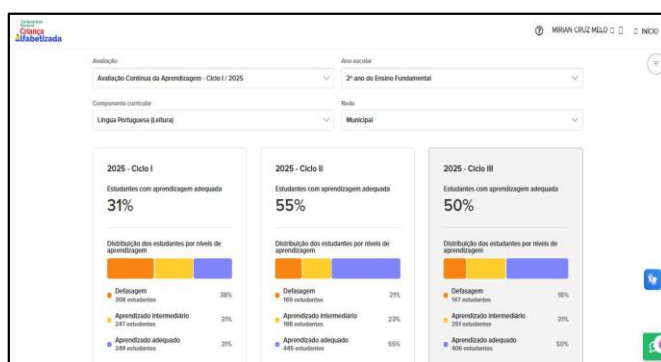 Compromisso
Nacional
Criança
Alfabetizada
MIRIAN CRUZ MELO
INÍCIO
Avaliação
Ano escolar
Avaliação Contínua da Aprendizagem - Ciclo I / 2025
2º ano do Ensino Fundamental
Componente curricular
Rede
Língua Portuguesa (Leitura)
Municipal
2025 - Ciclo I
Estudantes com aprendizagem adequada
31%
Distribuição dos estudantes por níveis de
aprendizagem
Defasagem
308 estudantes
38%
Aprendizado intermediário
247 estudantes
31%
Aprendizado adequado
249 estudantes
31%
2025 - Ciclo II
Estudantes com aprendizagem adequada
55%
Distribuição dos estudantes por níveis de
aprendizagem
Defasagem
169 estudantes
21%
Aprendizado intermediário
188 estudantes
23%
Aprendizado adequado
445 estudantes
55%
2025 - Ciclo III
Estudantes com aprendizagem adequada
50%
Distribuição dos estudantes por níveis de
aprendizagem
Defasagem
147 estudantes
18%
Aprendizado intermediário
251 estudantes
31%
Aprendizado adequado
406 estudantes
50%